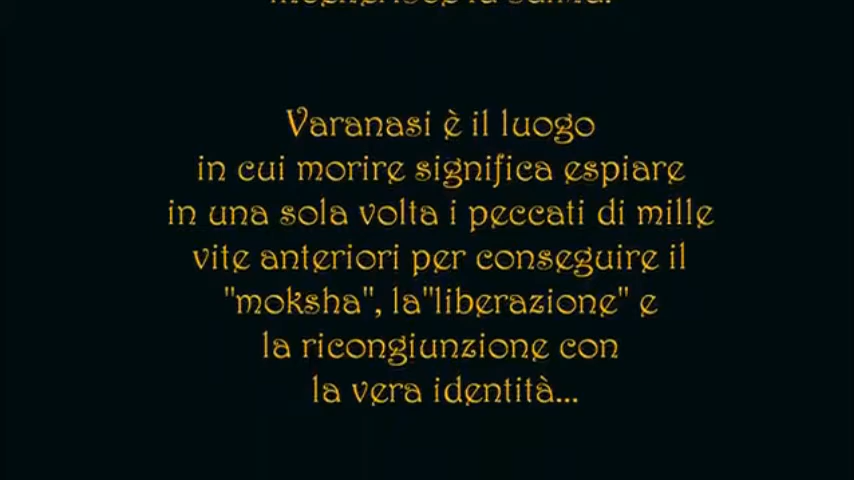 Varanasi è il luogo
in cui morire significa espiare
in una sola volta i peccati di mille
vite anteriori per conseguire il
"moksha", la"liberazione" e
la ricongiunzione con
la vera identità...